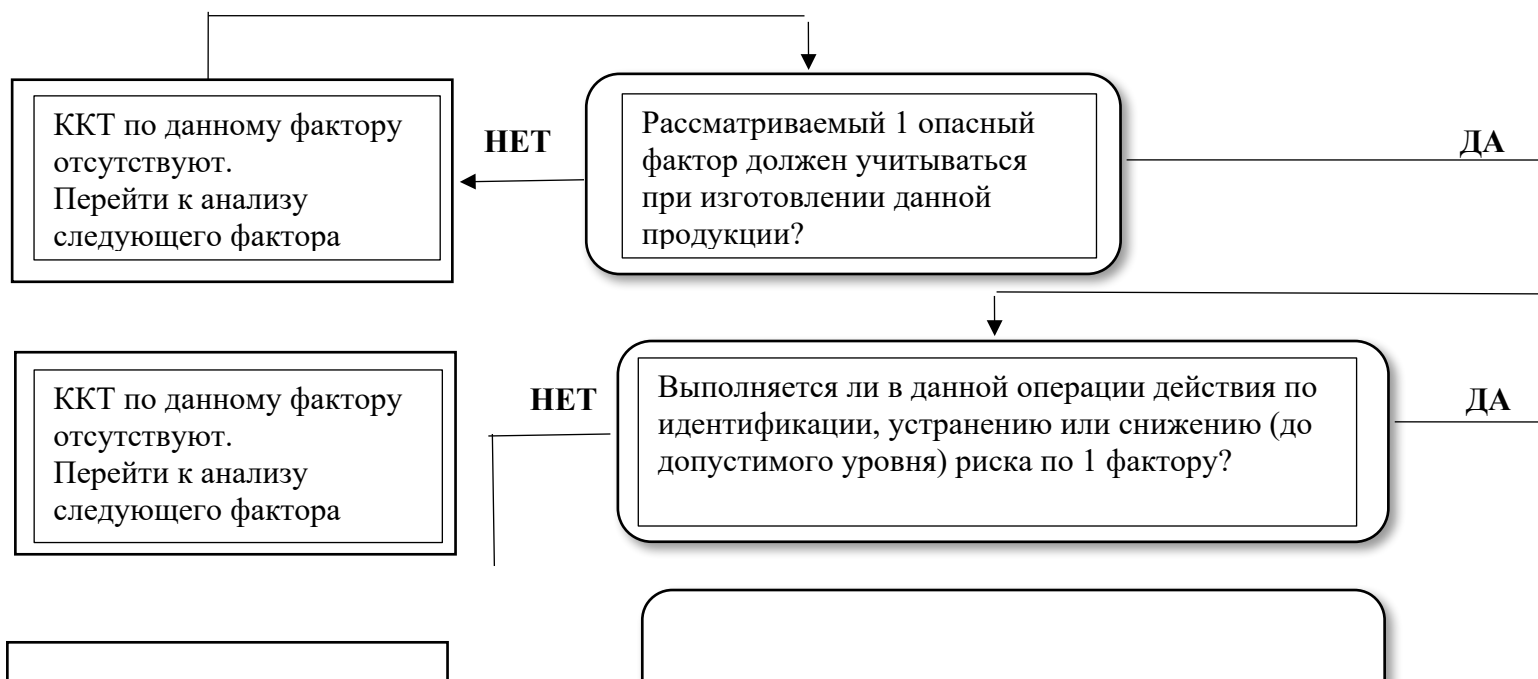 ККТ по данному фактору
отсутствуют.
Перейти к анализу
следующего фактора
НЕТ
Рассматриваемый 1 опасный
фактор должен учитываться
при изготовлении данной
продукции?
ДА
ККТ по данному фактору
отсутствуют.
Перейти к анализу
следующего фактора
НЕТ
Выполняется ли в данной операции действия по
идентификации, устранению или снижению (до
допустимого уровня) риска по 1 фактору?
ДА